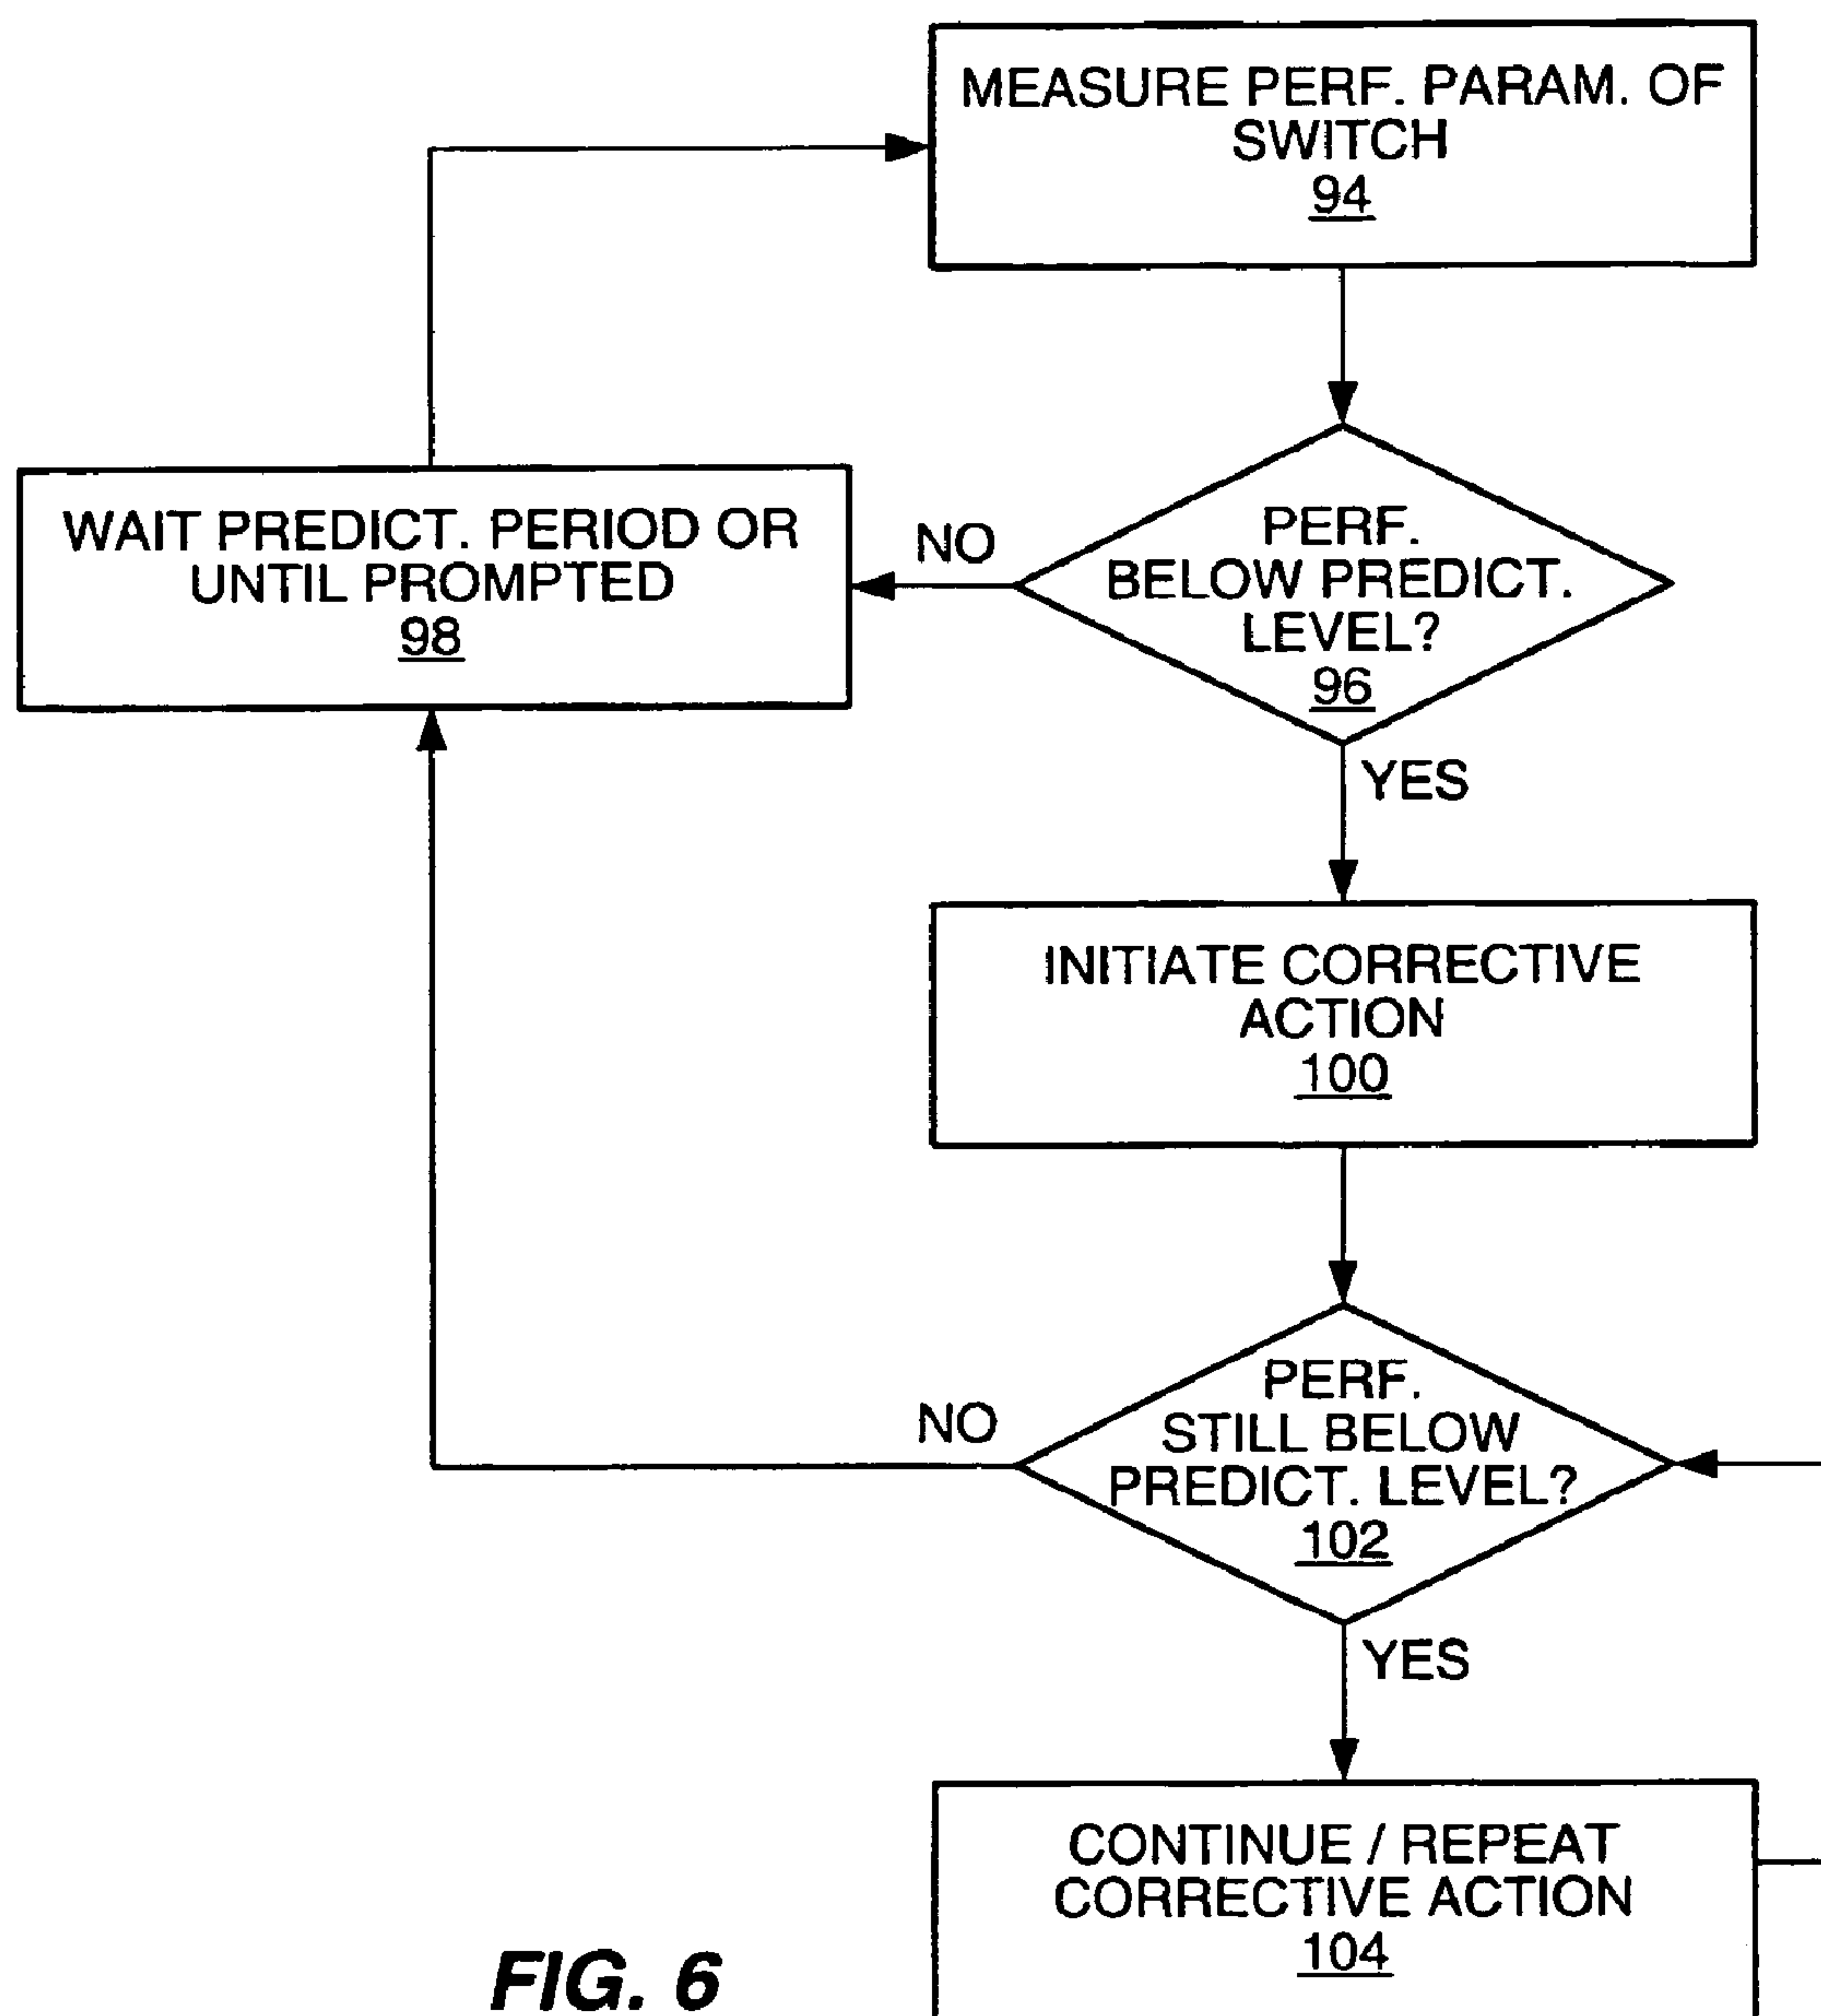 MEASURE PERF. PARAM. OF
SWITCH
94
WAIT PREDICT. PERIOD OR
UNTIL PROMPTED
98
NO
PERF.
BELOW PREDICT.
LEVEL?
96
YES
INITIATE CORRECTIVE
ACTION
100
NO
PERF.
STILL BELOW
PREDICT. LEVEL?
102
YES
CONTINUE / REPEAT
CORRECTIVE ACTION
104
FIG. 6